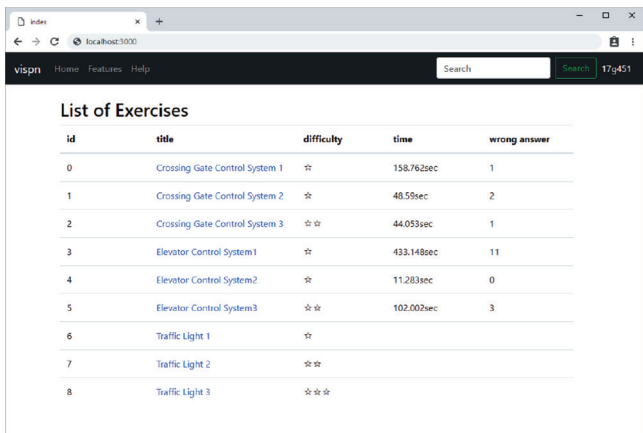 index
localhost:3000
vispn Home Features Help Search Search 17g451
List of Exercises
id title difficulty time wrong answer
0 Crossing Gate Control System 1 ☆ 158.762sec 1
1 Crossing Gate Control System 2 ☆ 48.59sec 2
2 Crossing Gate Control System 3 ☆☆ 44.053sec 1
3 Elevator Control System1 ☆ 433.148sec 11
4 Elevator Control System2 ☆ 11.283sec 0
5 Elevator Control System3 ☆☆ 102.002sec 3
6 Traffic Light 1 ☆
7 Traffic Light 2 ☆☆
8 Traffic Light 3 ☆☆☆